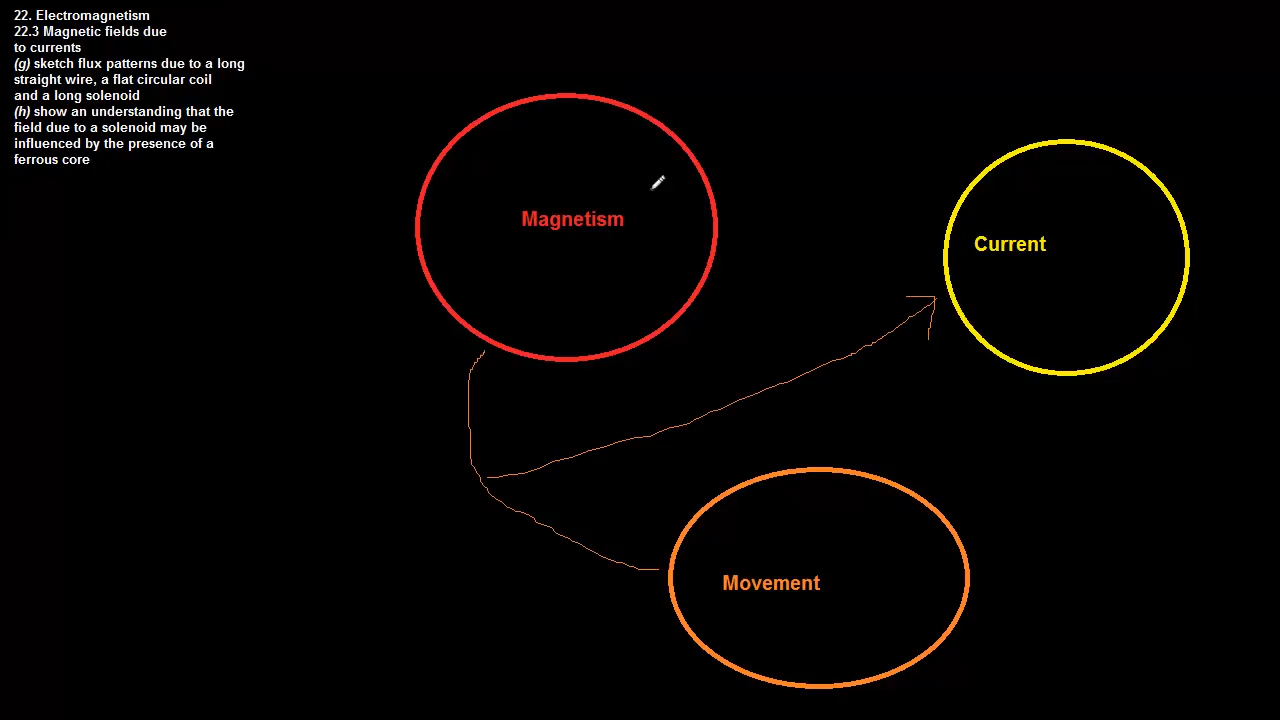 22. Electromagnetism
22.3 Magnetic fields due
to currents
(g) sketch flux patterns due to a long
straight wire, a flat circular coil
and a long solenoid
(h) show an understanding that the
field due to a solenoid may be
influenced by the presence of a
ferrous core
Magnetism
Current
Movement